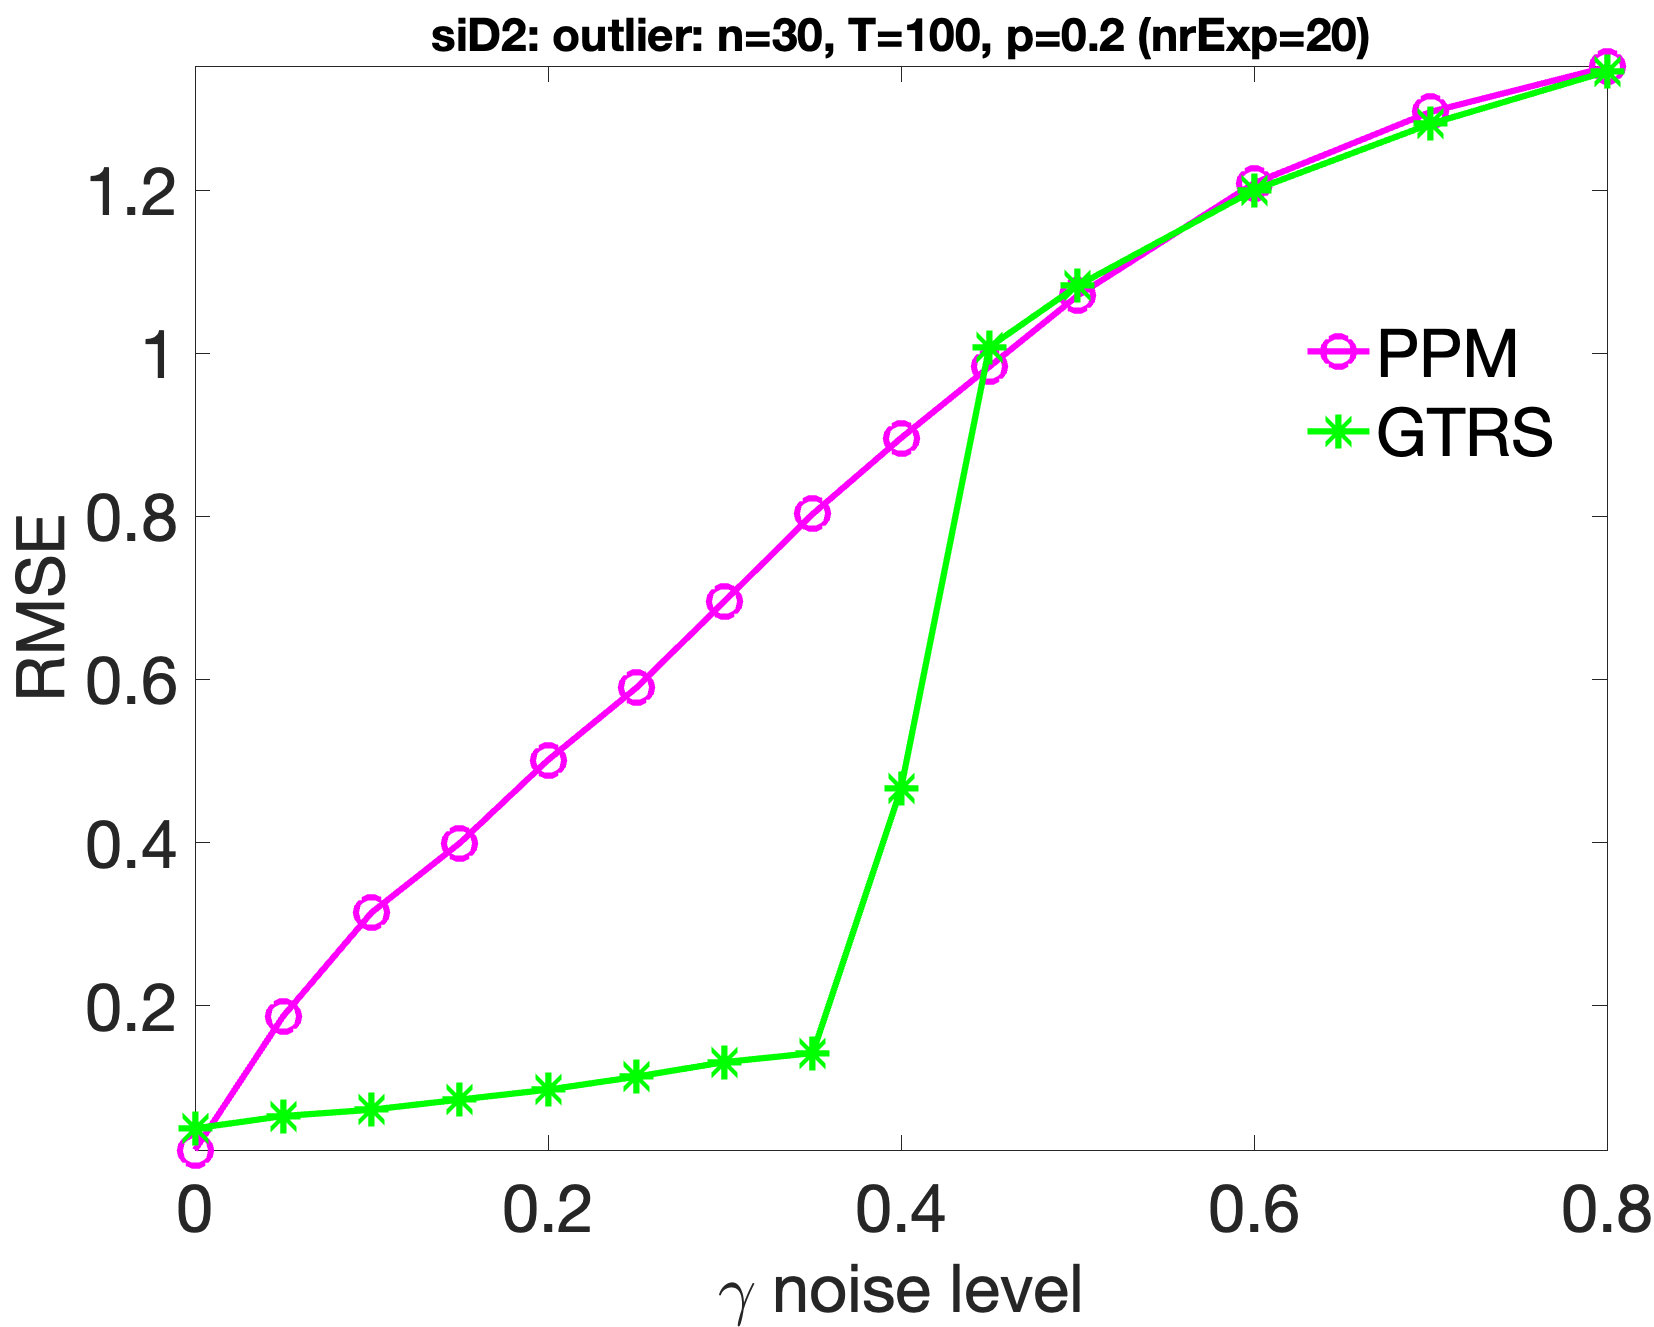 siD2: outlier: n=30, T=100, p=0.2 (nrExp=20)
1.2
1
0.8
0.6
0.4
0.2
RMSE
PPM
GTRS
0
0.2
0.4
0.6
0.8
γ noise level